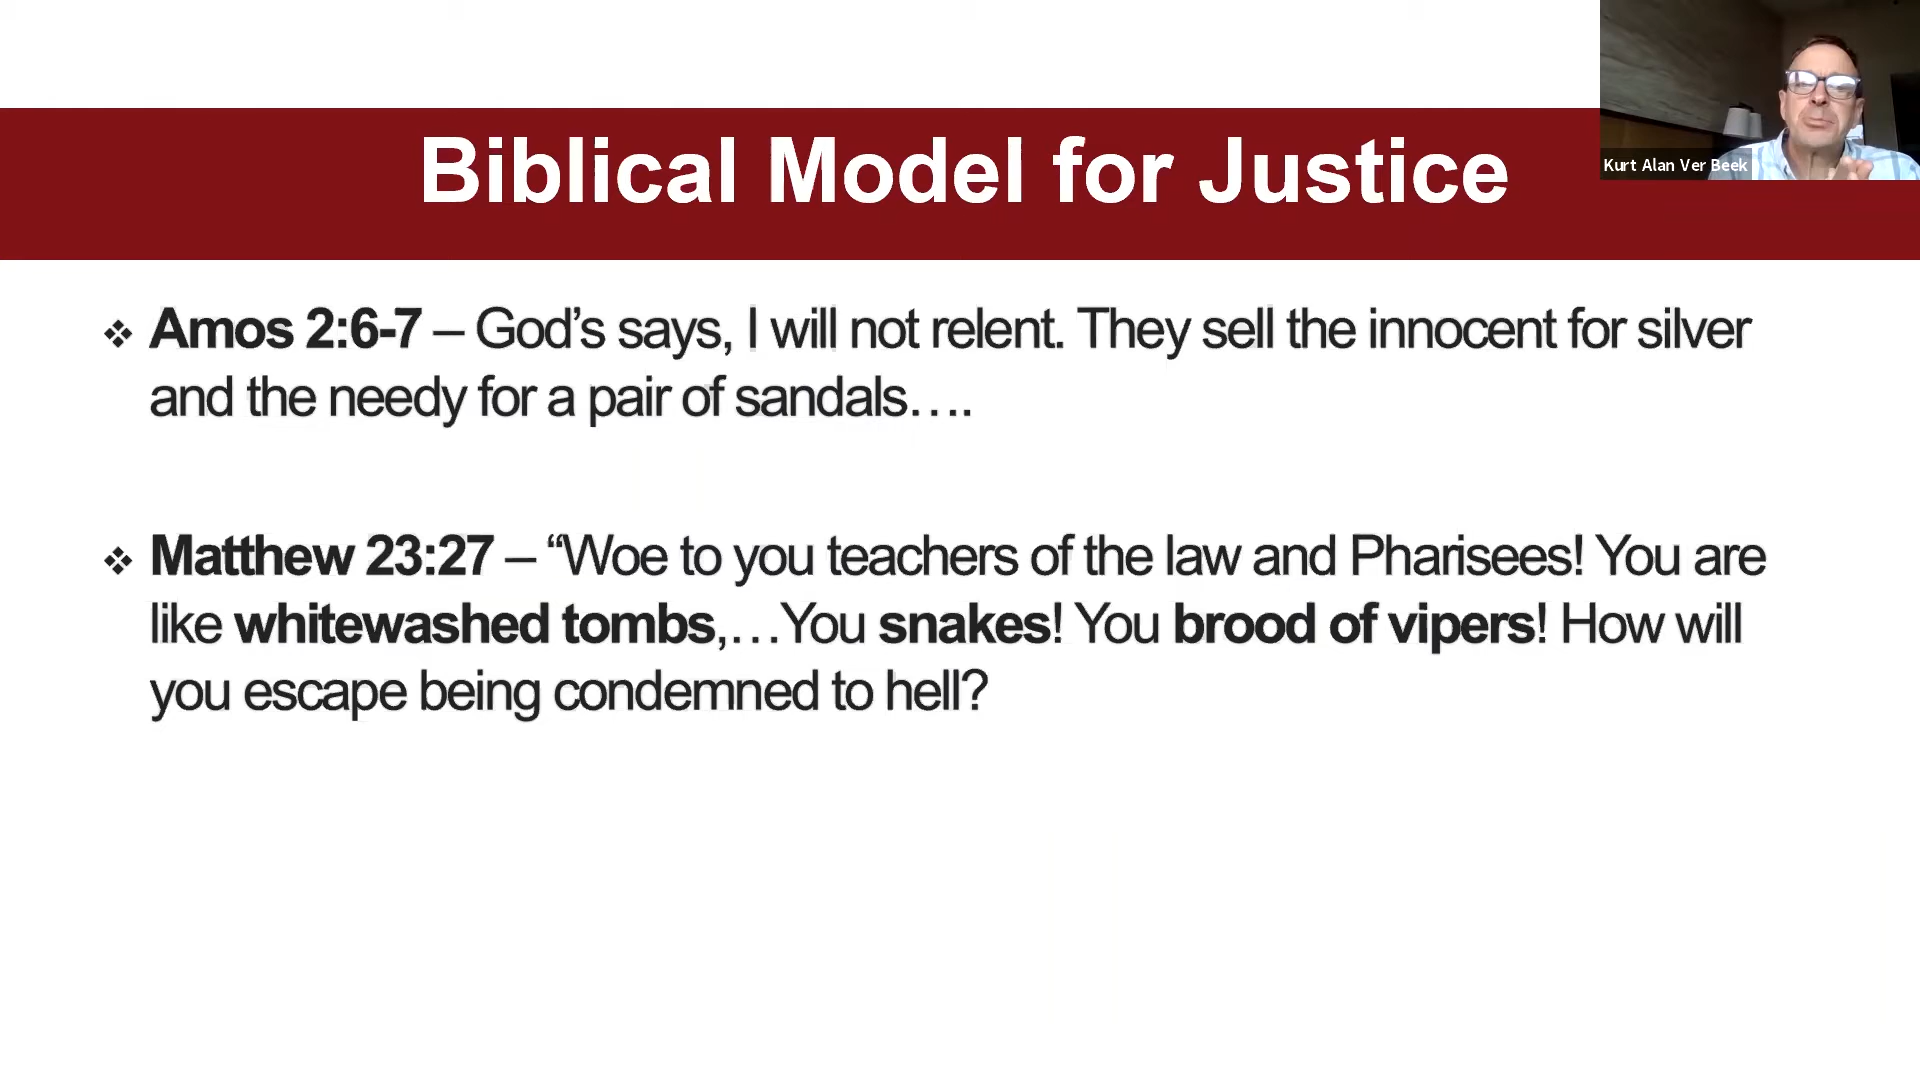 Biblical Model for Justice
Kurt Alan Ver Beek
❖ Amos 2:6-7 – God’s says, I will not relent. They sell the innocent for silver
and the needy for a pair of sandals….
❖ Matthew 23:27 – “Woe to you teachers of the law and Pharisees! You are
like whitewashed tombs,…You snakes! You brood of vipers! How will
you escape being condemned to hell?